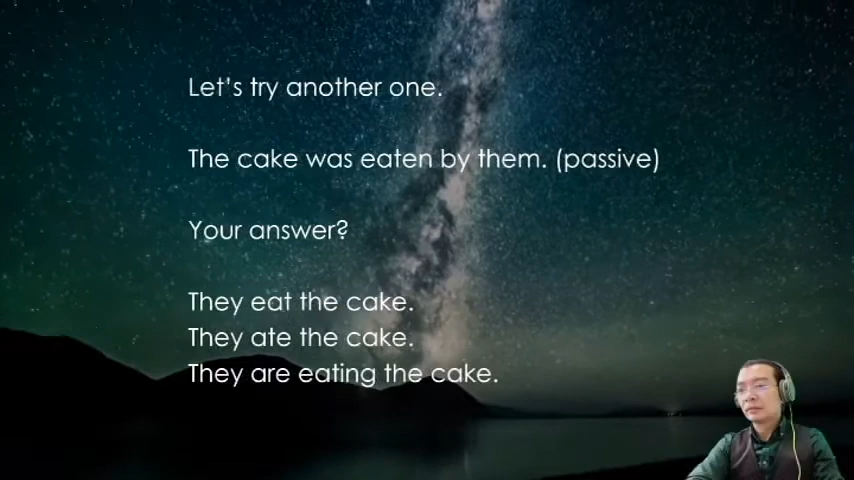 Let's try another one.
The cake was eaten by them. (passive)
Your answer?
They eat the cake.
They ate the cake.
They are eating the cake.